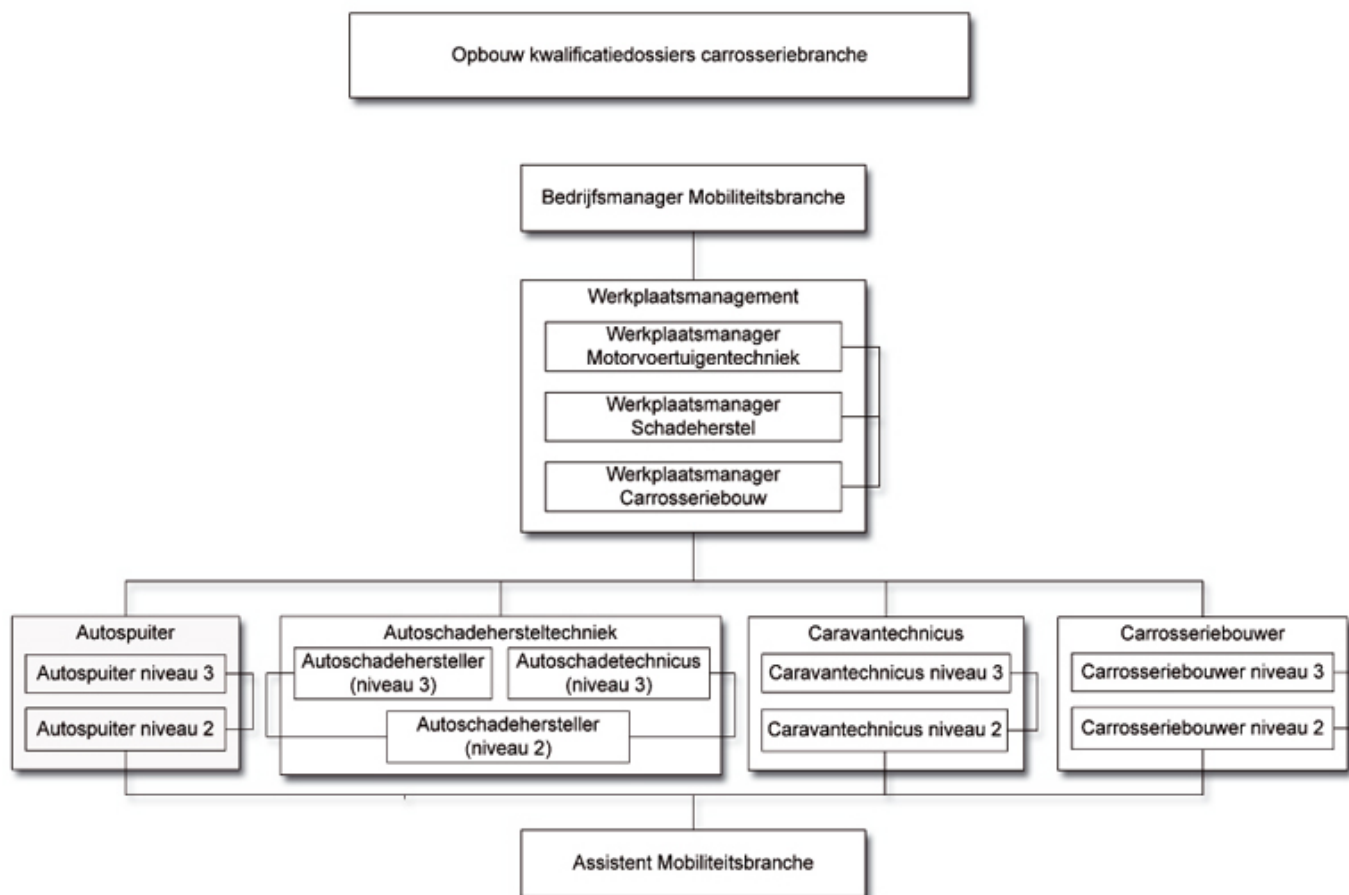 Opbouw kwalificatiedossiers carrosseriebranche
Bedrijfsmanager Mobiliteitsbranche
Werkplaatsmanagement
Werkplaatsmanager
Motorvoertuigentechniek
Werkplaatsmanager
Schadeherstel
Werkplaatsmanager
Carrosseriebouw
Autospuiter
Autospuiter niveau 3
Autospuiter niveau 2
Autoschadehersteltechniek
Autoschadehersteller
(niveau 3)
Autoschadetechnicus
(niveau 3)
Autoschadehersteller
(niveau 2)
Caravantechnicus
Caravantechnicus niveau 3
Caravantechnicus niveau 2
Carrosseriebouwer
Carrosseriebouwer niveau 3
Carrosseriebouwer niveau 2
Assistent Mobiliteitsbranche